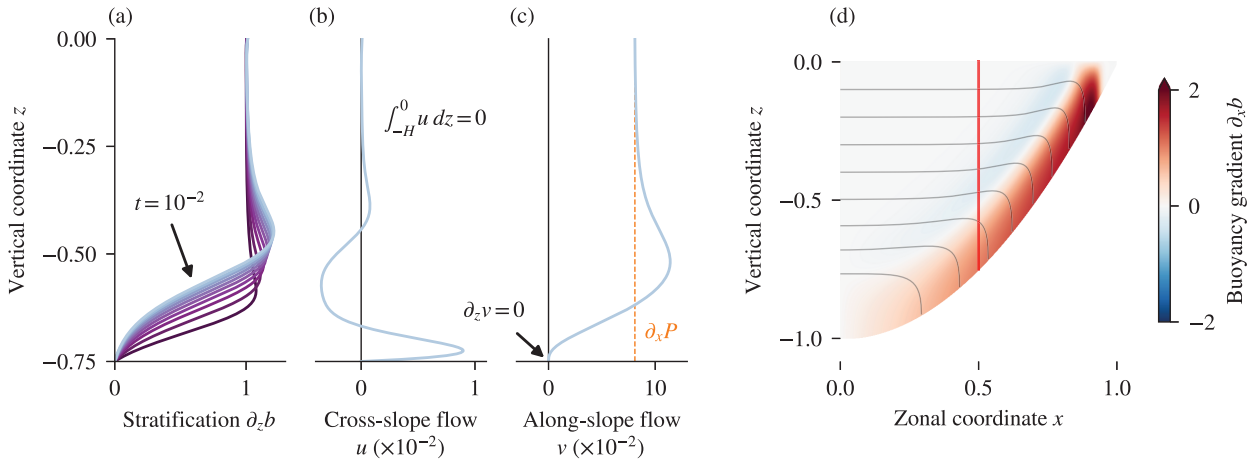 (a)
(b)
(c)
(d)
0.00
−0.25
−0.50
−0.75
Vertical coordinate z
t = 10⁻²
0
1
Stratification ∂_z b
∫_{−H}^{0} u dz = 0
0
1
Cross-slope flow
u (×10⁻²)
∂_z v = 0
∂_x P
0
10
Along-slope flow
v (×10⁻²)
0.0
−0.5
−1.0
Vertical coordinate z
0.0
0.5
1.0
Zonal coordinate x
2
0
−2
Buoyancy gradient ∂_x b